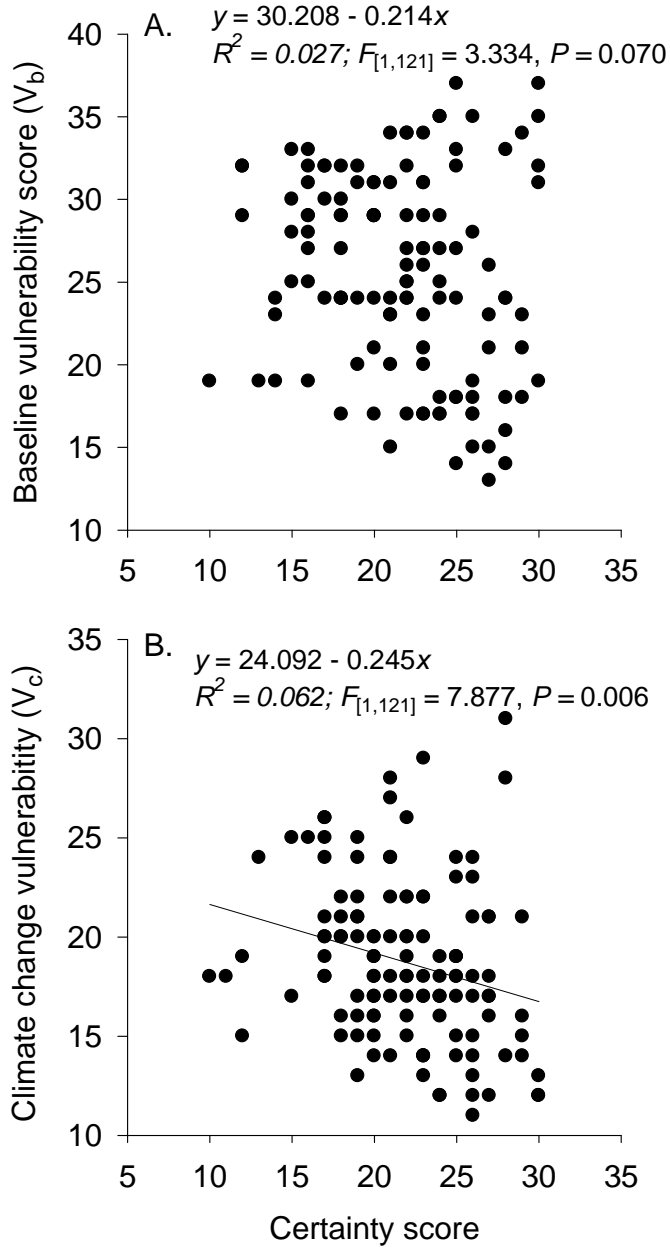 A.
y = 30.208 - 0.214x
R² = 0.027; F[1,121] = 3.334, P = 0.070
Baseline vulnerability score (Vb)
40
35
30
25
20
15
10
5 10 15 20 25 30 35
B.
y = 24.092 - 0.245x
R² = 0.062; F[1,121] = 7.877, P = 0.006
Climate change vulnerabitity (Vc)
35
30
25
20
15
10
5 10 15 20 25 30 35
Certainty score